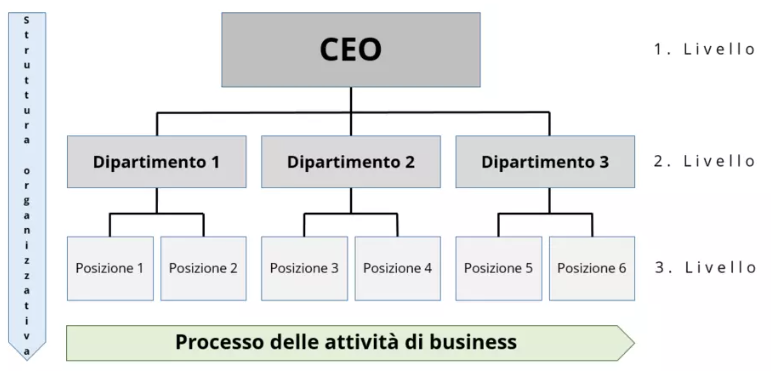 Struttura organizzativa
CEO
1. Livello
Dipartimento 1
Dipartimento 2
Dipartimento 3
2. Livello
Posizione 1
Posizione 2
Posizione 3
Posizione 4
Posizione 5
Posizione 6
3. Livello
Processo delle attività di business